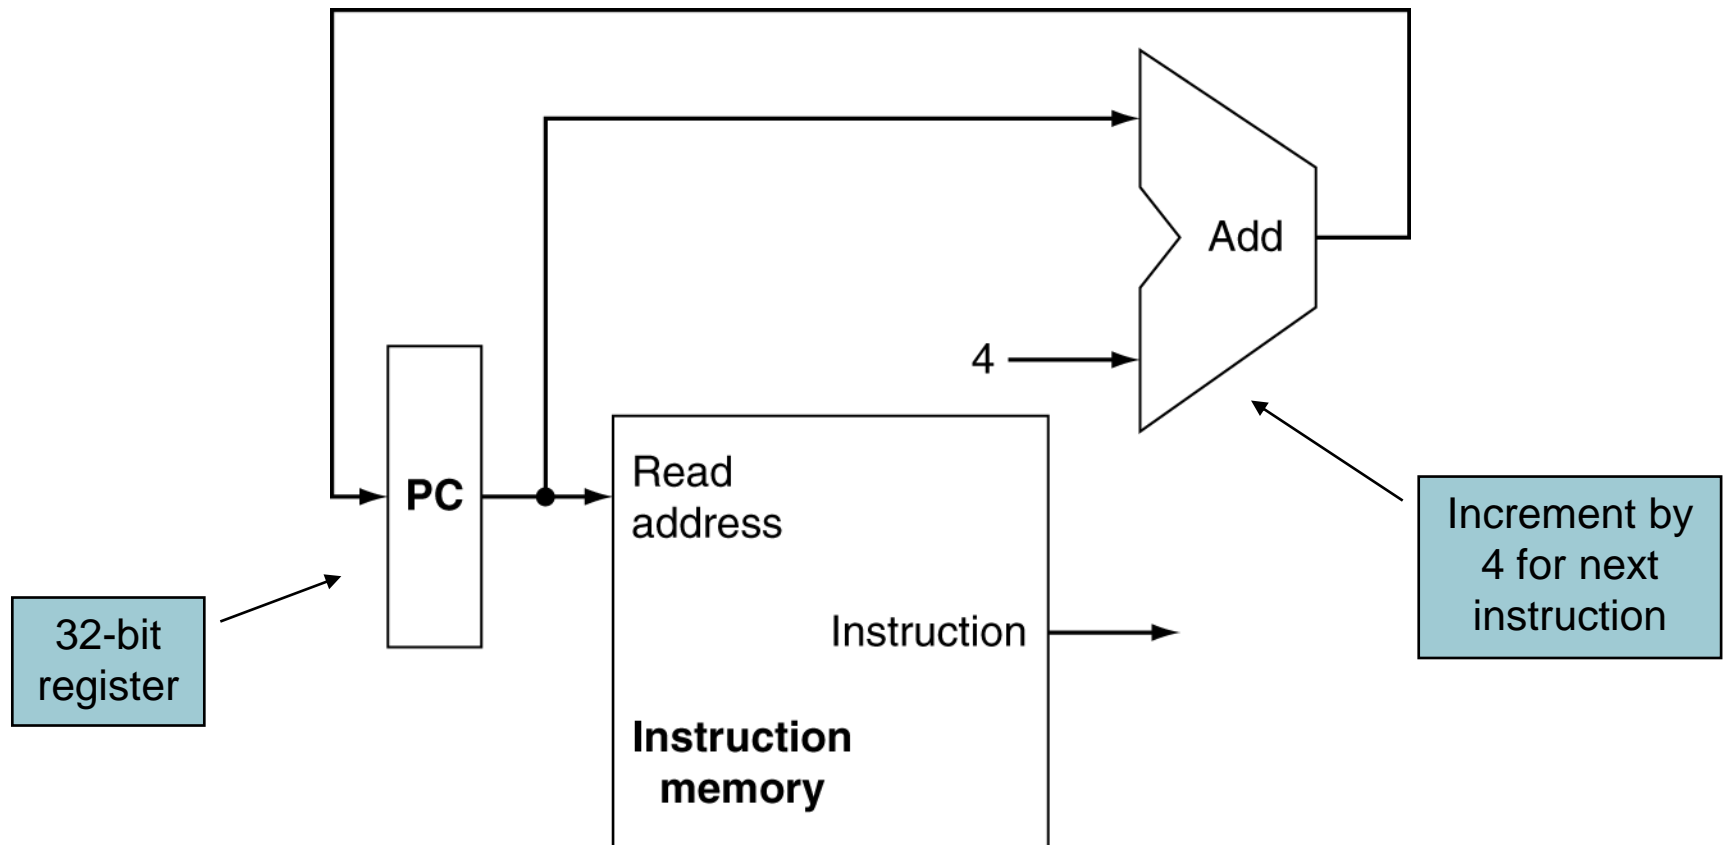 Add
4
PC
Read
address
Increment by
4 for next
instruction
32-bit
register
Instruction
Instruction
memory